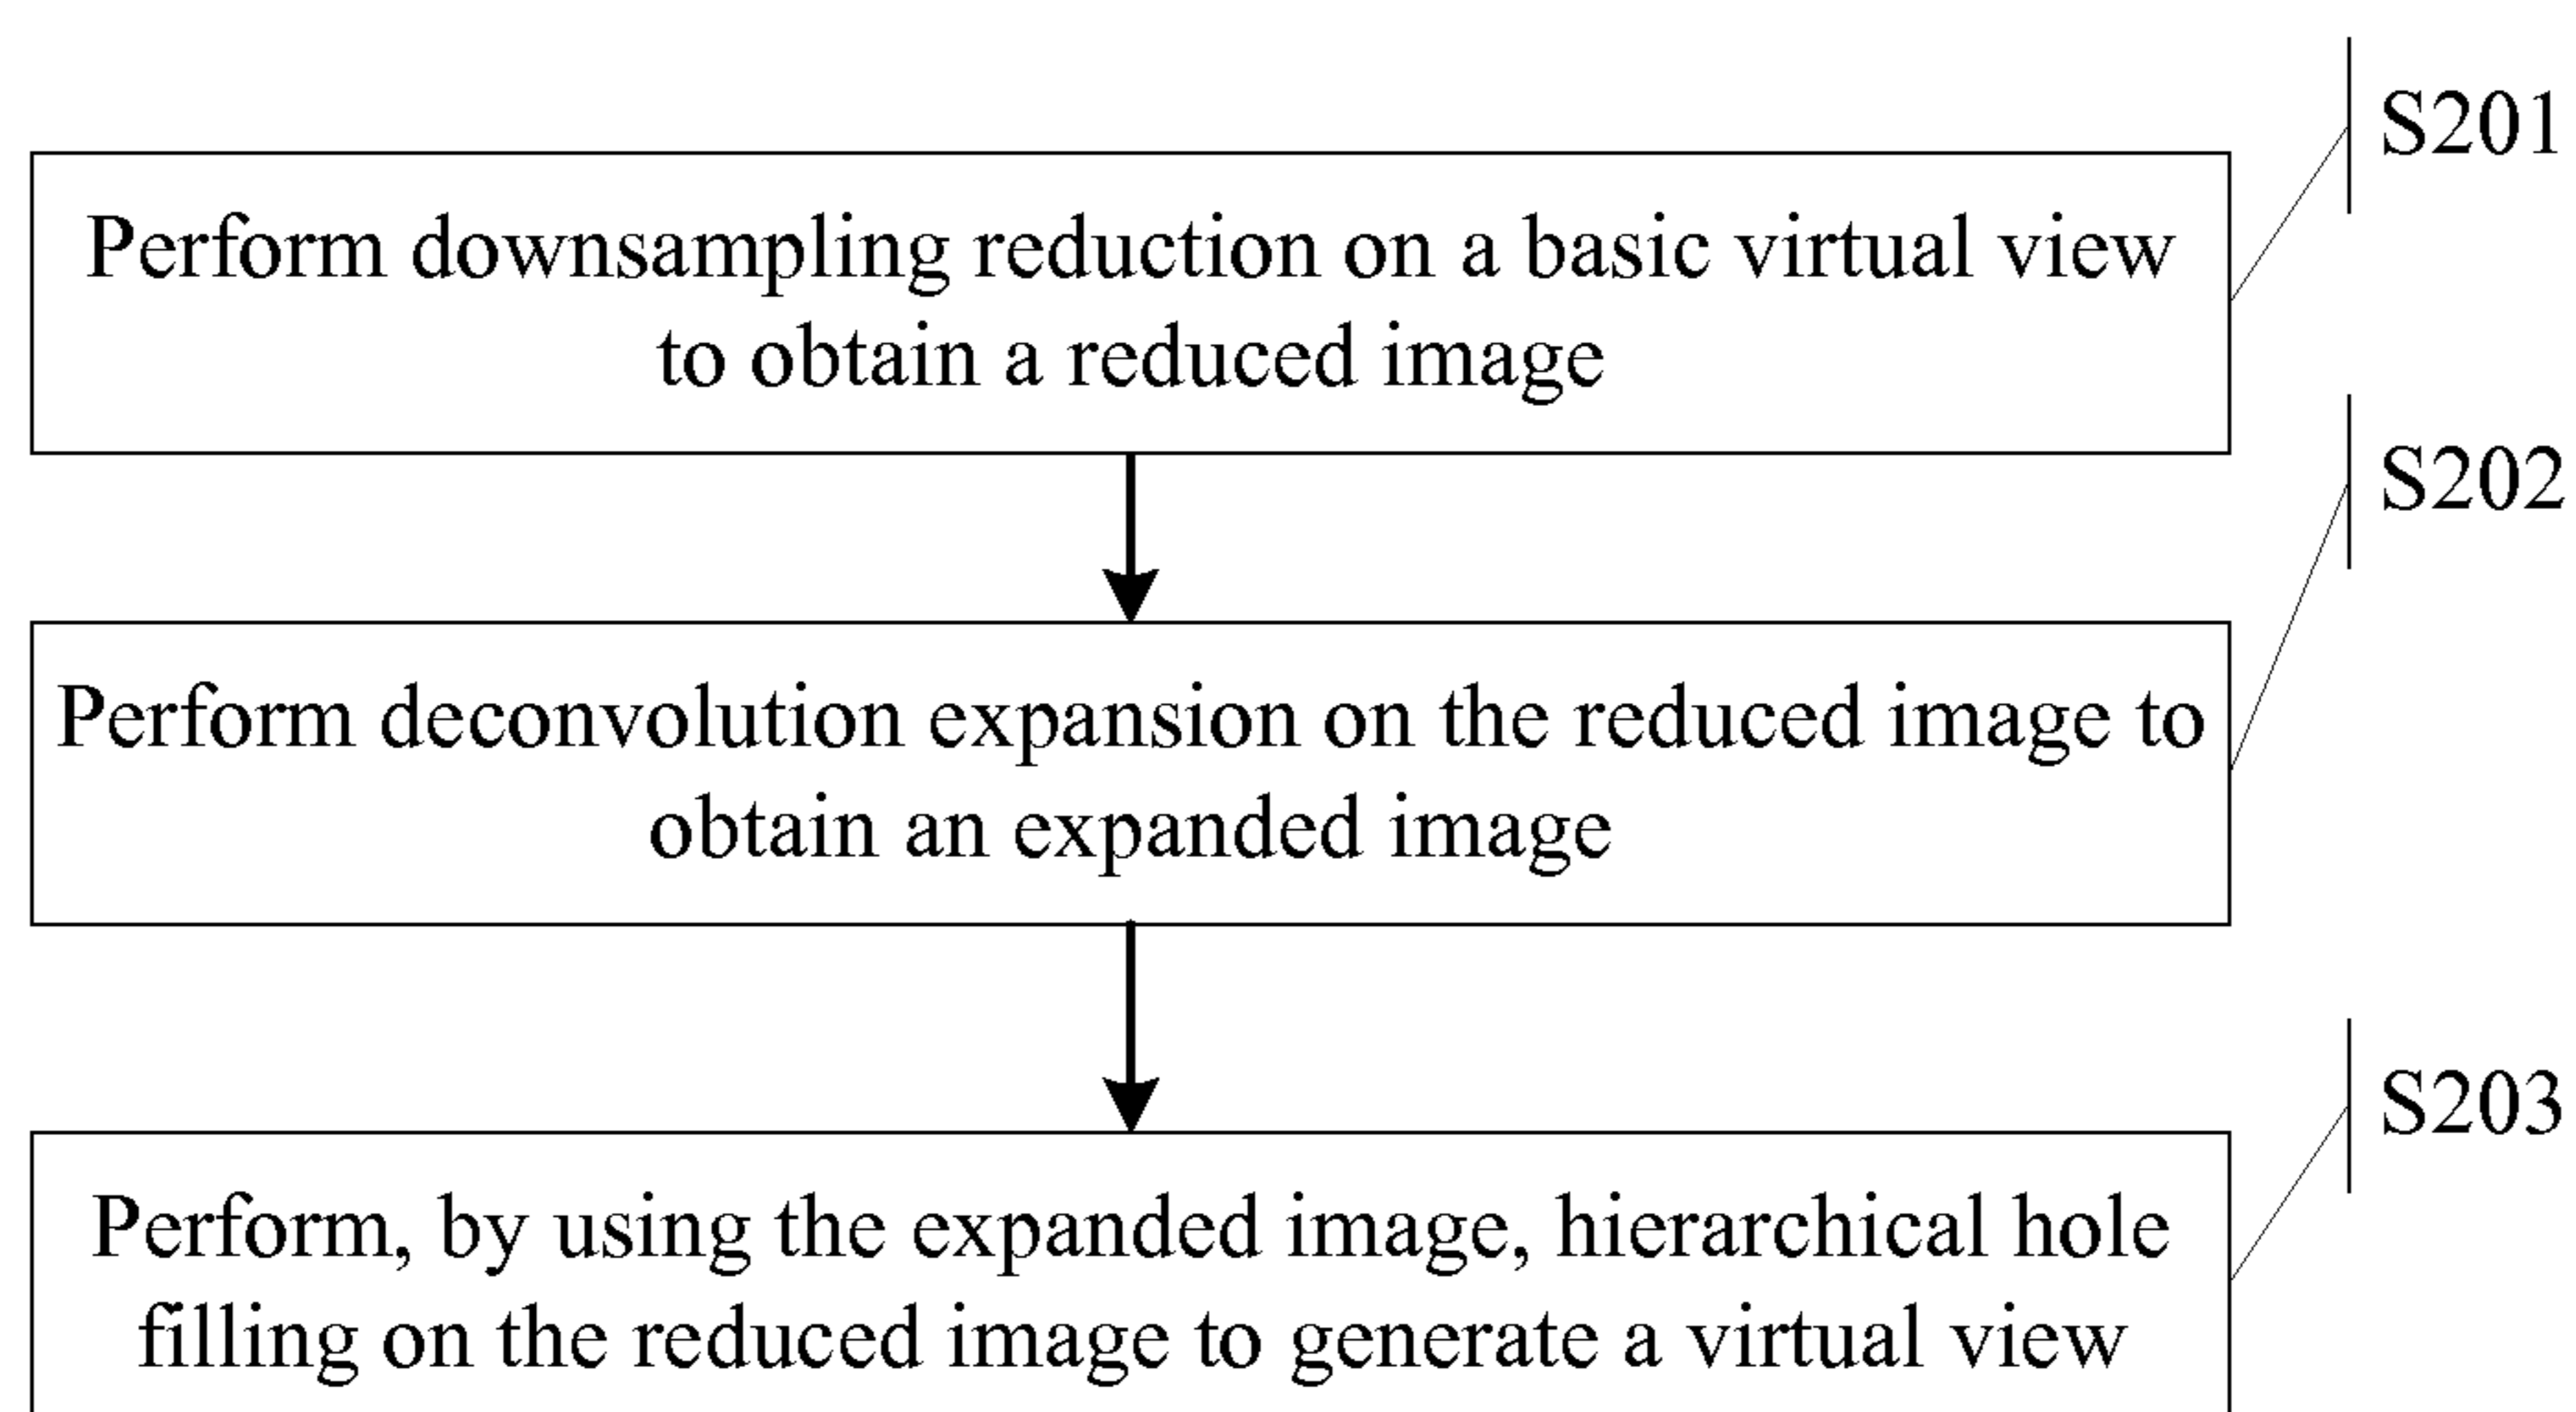 S201
Perform downsampling reduction on a basic virtual view
to obtain a reduced image
S202
Perform deconvolution expansion on the reduced image to
obtain an expanded image
S203
Perform, by using the expanded image, hierarchical hole
filling on the reduced image to generate a virtual view